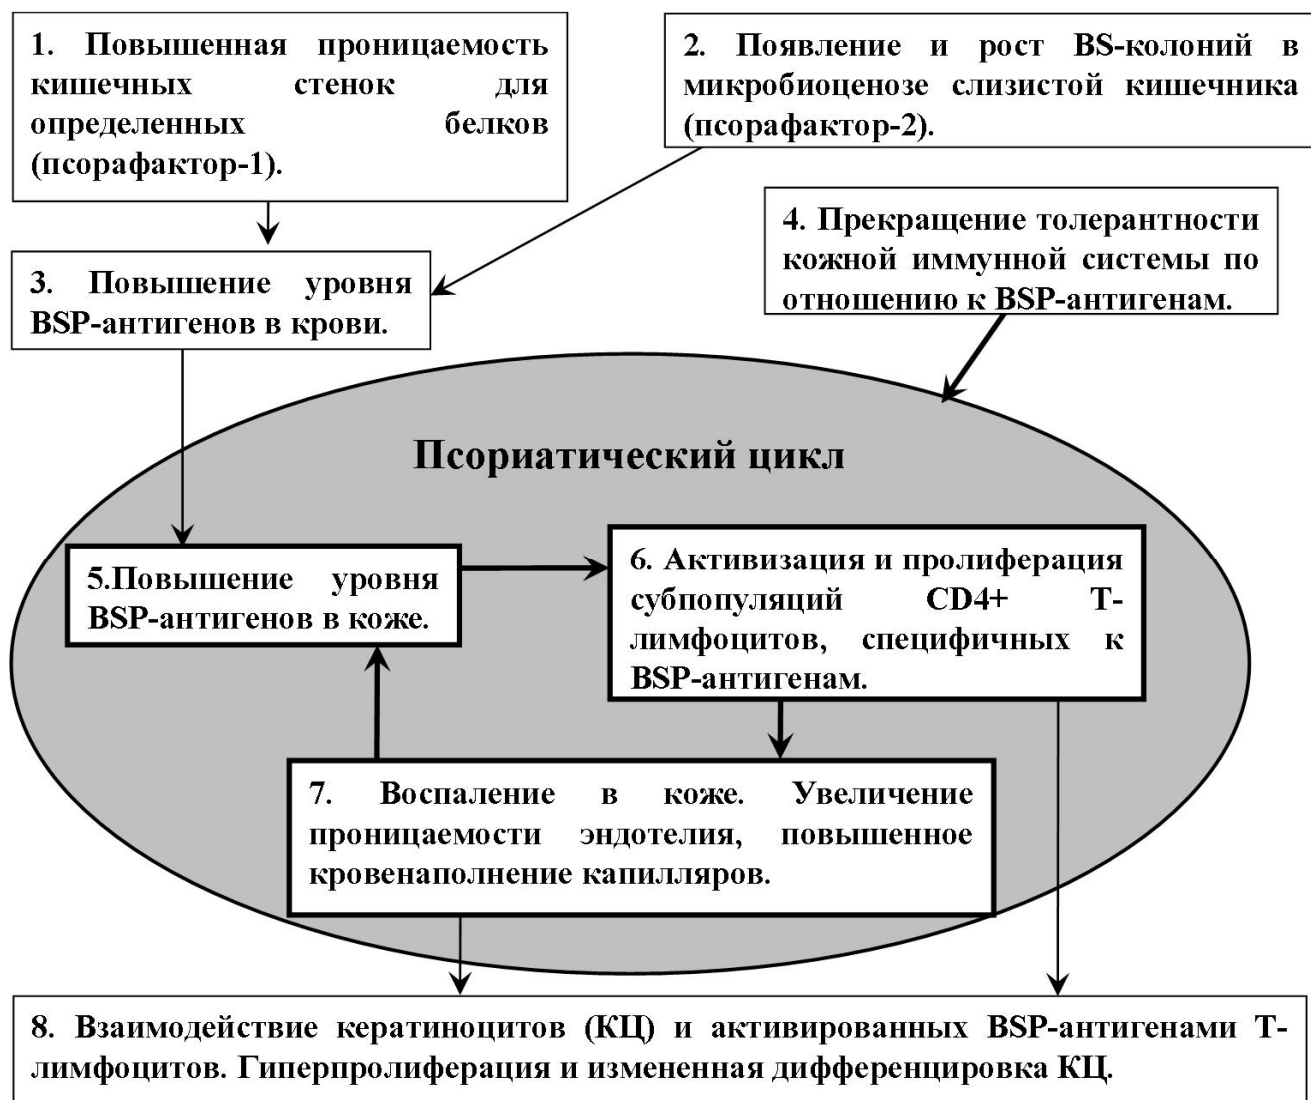 1. Повышенная проницаемость
кишечных стенок для
определенных белков
(псорафактор-1).
2. Появление и рост BS-колоний в
микробиоценозе слизистой кишечника
(псорафактор-2).
3. Повышение уровня
BSP-антигенов в крови.
4. Прекращение толерантности
кожной иммунной системы по
отношению к BSP-антигенам.
Псориатический цикл
5.Повышение уровня
BSP-антигенов в коже.
6. Активизация и пролиферация
субпопуляций CD4+ Т-
лимфоцитов, специфичных к
BSP-антигенам.
7. Воспаление в коже. Увеличение
проницаемости эндотелия, повышенное
кровенаполнение капилляров.
8. Взаимодействие кератиноцитов (КЦ) и активированных BSP-антигенами Т-
лимфоцитов. Гиперпролиферация и измененная дифференцировка КЦ.